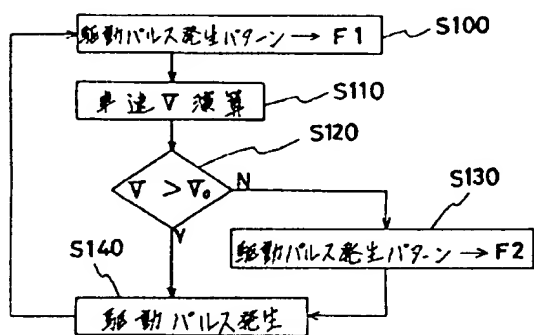 駆動パルス発生パターン → F1
S100
車速 V 演算
S110
S120
V > V₀
N
Y
S130
駆動パルス発生パターン → F2
S140
駆動パルス発生